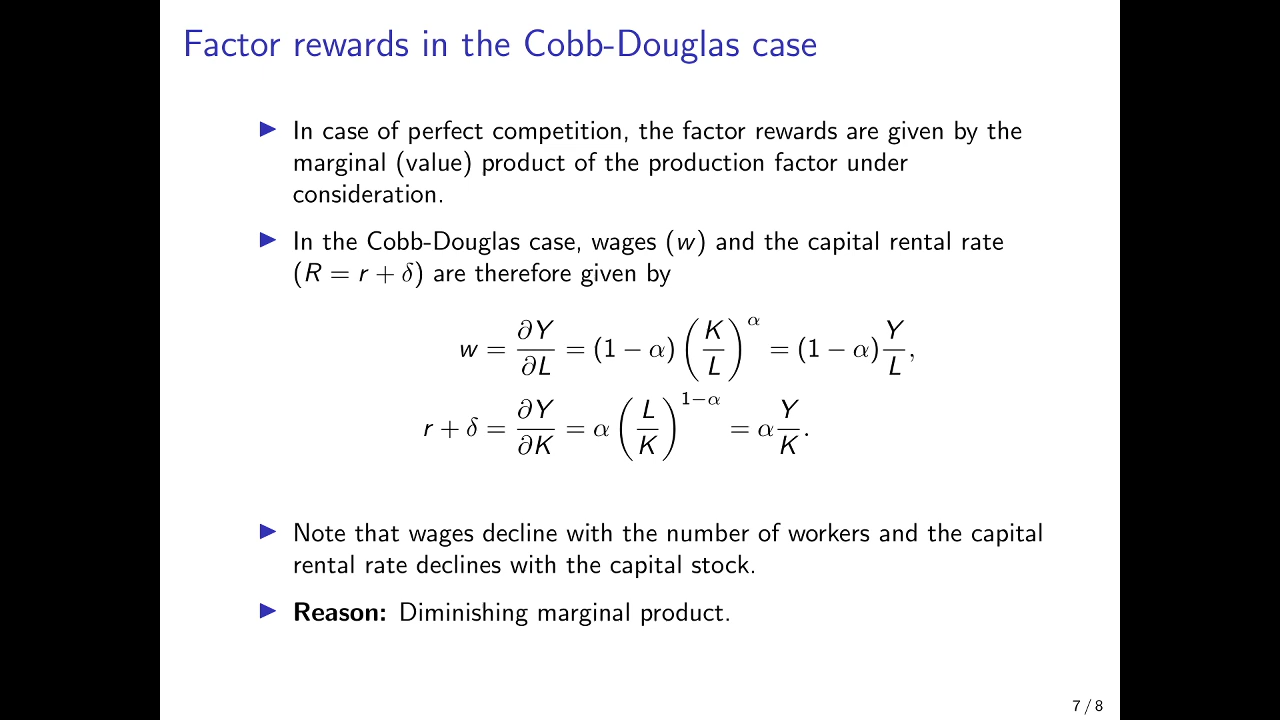 Factor rewards in the Cobb-Douglas case
▶ In case of perfect competition, the factor rewards are given by the
marginal (value) product of the production factor under
consideration.
▶ In the Cobb-Douglas case, wages (w) and the capital rental rate
(R = r + δ) are therefore given by
w = ∂Y/∂L = (1 − α) (K/L)^α = (1 − α) Y/L,
r + δ = ∂Y/∂K = α (L/K)^(1−α) = α Y/K.
▶ Note that wages decline with the number of workers and the capital
rental rate declines with the capital stock.
▶ Reason: Diminishing marginal product.
7 / 8